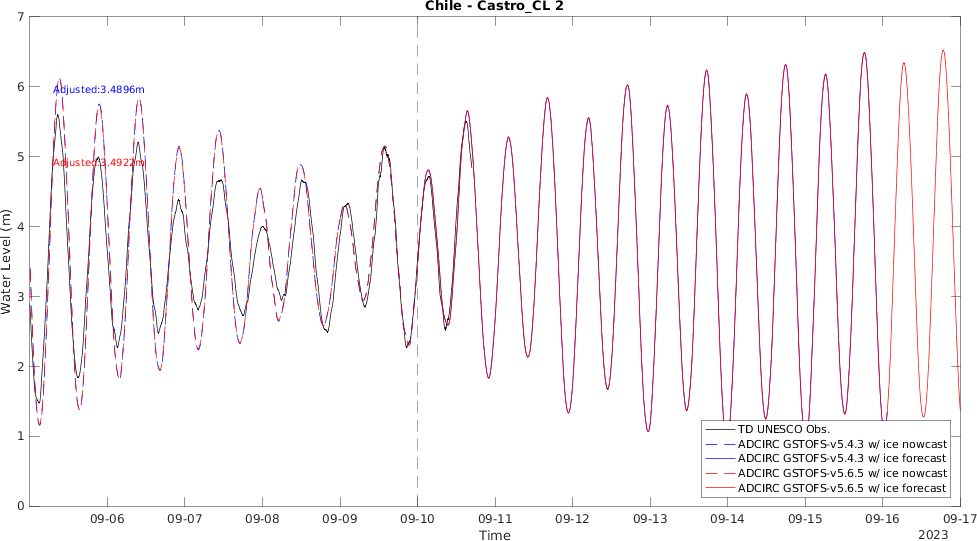 Chile - Castro_CL 2
7
6
5
4
3
2
1
0
Water Level (m)
Adjusted:3.4896m
Adjusted:3.4922m
TD UNESCO Obs.
ADCIRC GSTOFS-v5.4.3 w/ ice nowcast
ADCIRC GSTOFS-v5.4.3 w/ ice forecast
ADCIRC GSTOFS-v5.6.5 w/ ice nowcast
ADCIRC GSTOFS-v5.6.5 w/ ice forecast
09-06 09-07 09-08 09-09 09-10 09-11 09-12 09-13 09-14 09-15 09-16 09-17
Time
2023